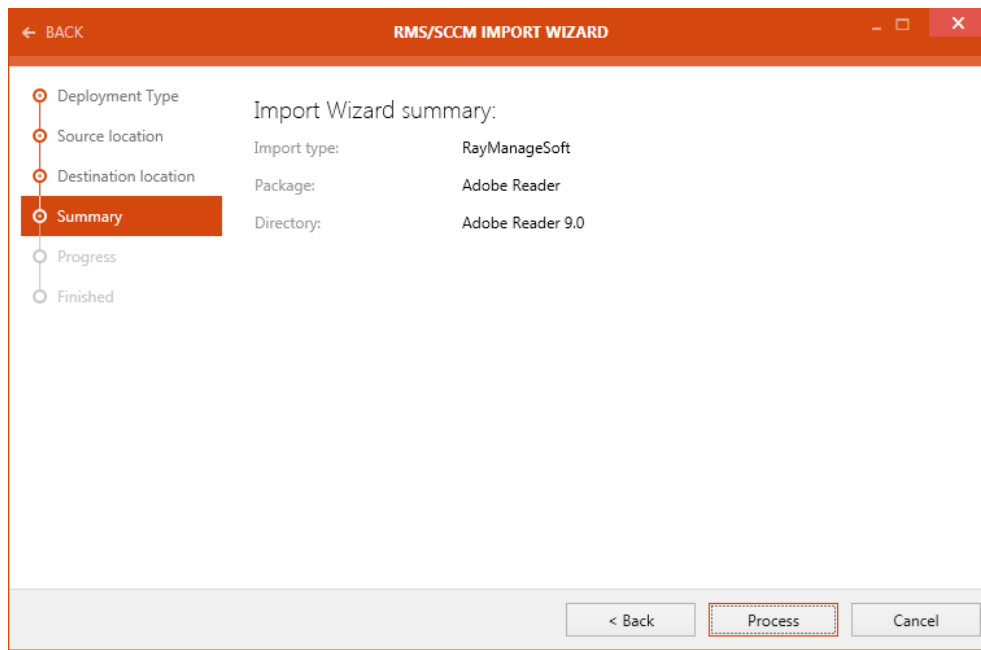 ← BACK
RMS/SCCM IMPORT WIZARD
Deployment Type
Source location
Destination location
Summary
Progress
Finished
Import Wizard summary:
Import type: RayManageSoft
Package: Adobe Reader
Directory: Adobe Reader 9.0
< Back Process Cancel